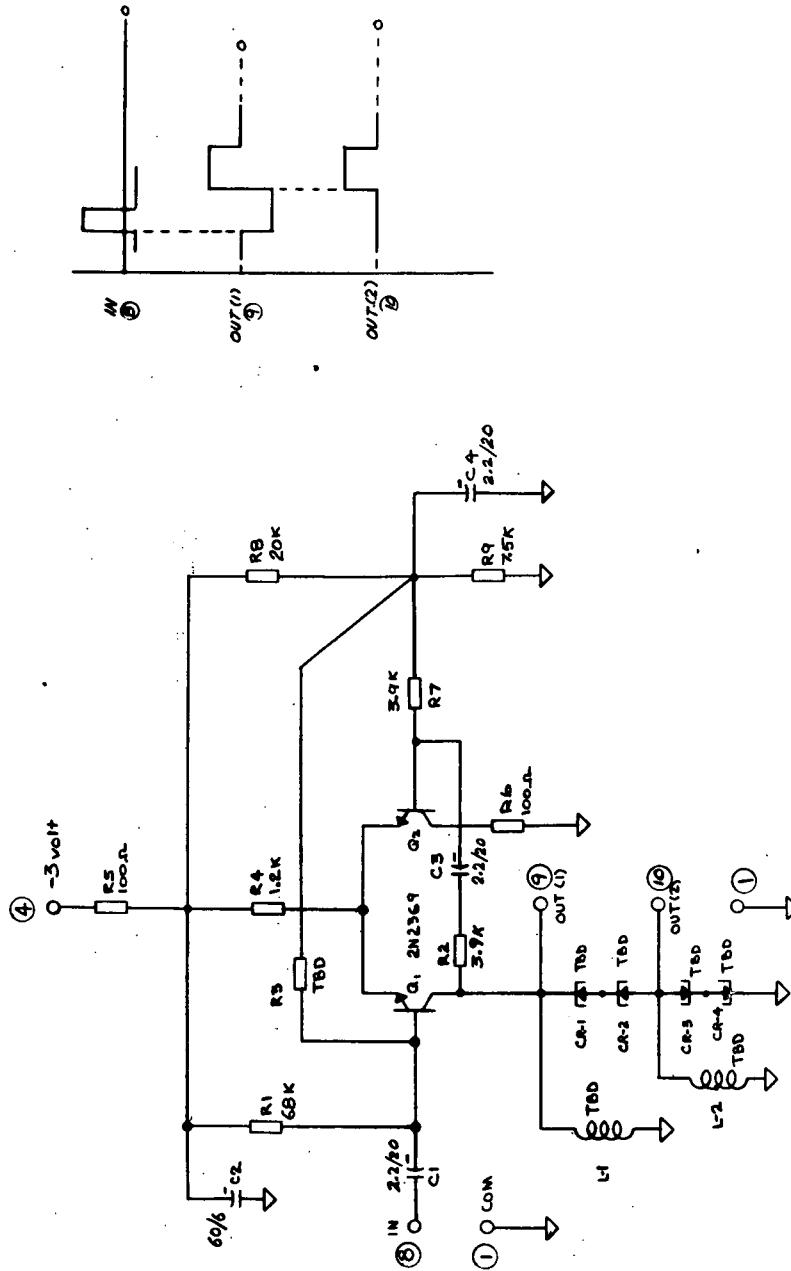 IN
8
OUT(1)
9
OUT(2)
10
4
-3 volt
R5
100Ω
R8
20K
R4
1.2K
60/6
C2
R1
68K
R3
TBD
3.9K
R7
C4
2.2/20
R9
7.5K
8
IN
2.2/20
C1
Q1
2N2369
Q2
C3
2.2/20
R2
3.9K
R6
100Ω
1
COM
9
OUT (1)
CR-1
TBD
CR-2
TBD
10
OUT(2)
CR-3
TBD
CR-4
TBD
1
TBD
L-1
TBD
L-2